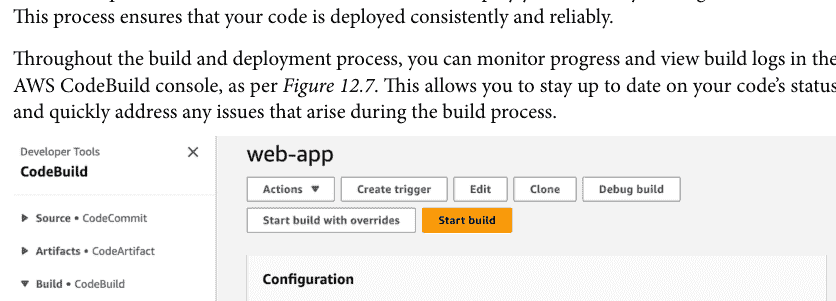 This process ensures that your code is deployed consistently and reliably.
Throughout the build and deployment process, you can monitor progress and view build logs in the
AWS CodeBuild console, as per Figure 12.7. This allows you to stay up to date on your code's status
and quickly address any issues that arise during the build process.
Developer Tools
CodeBuild
Source • CodeCommit
Artifacts • CodeArtifact
Build • CodeBuild
web-app
Actions
Create trigger
Edit
Clone
Debug build
Start build with overrides
Start build
Configuration